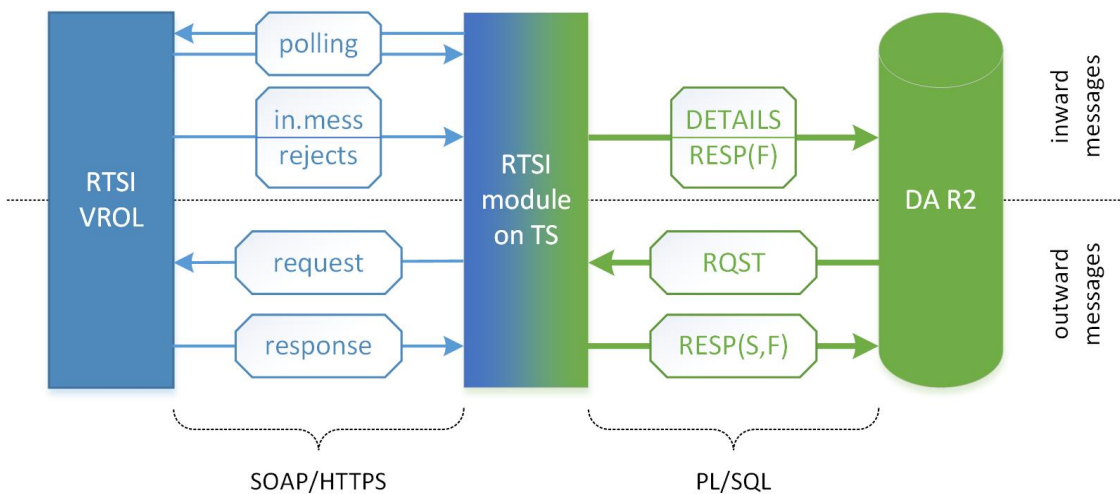 polling
in.mess
rejects
RTSI
VROL
RTSI
module
on TS
DETAILS
RESP(F)
DA R2
inward
messages
request
response
RQST
RESP(S,F)
outward
messages
SOAP/HTTPS
PL/SQL